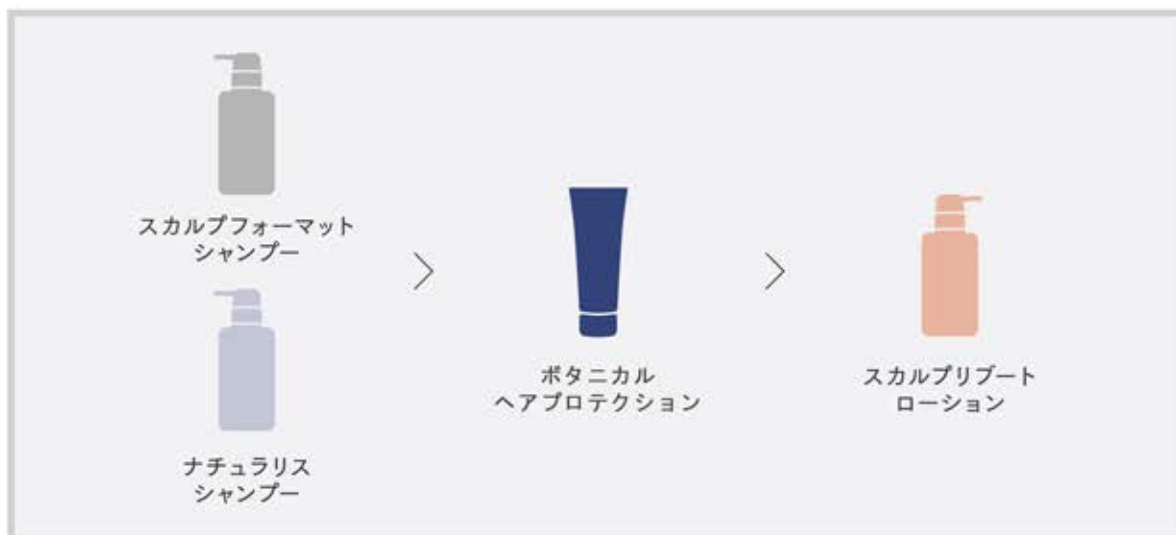 スカルプフォーマット
シャンプー
ナチュラリス
シャンプー
ボタニカル
ヘアプロテクション
スカルプリブート
ローション